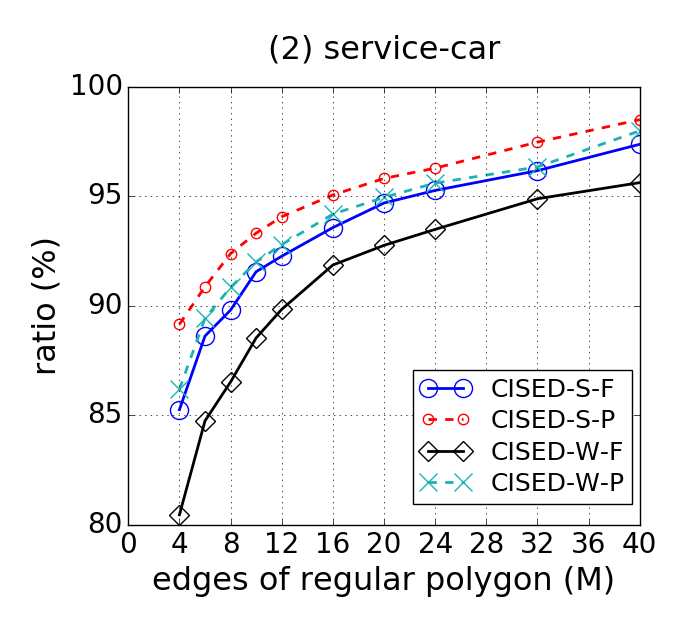 (2) service-car
100
95
90
85
80
ratio (%)
CISED-S-F
CISED-S-P
CISED-W-F
CISED-W-P
0 4 8 12 16 20 24 28 32 36 40
edges of regular polygon (M)